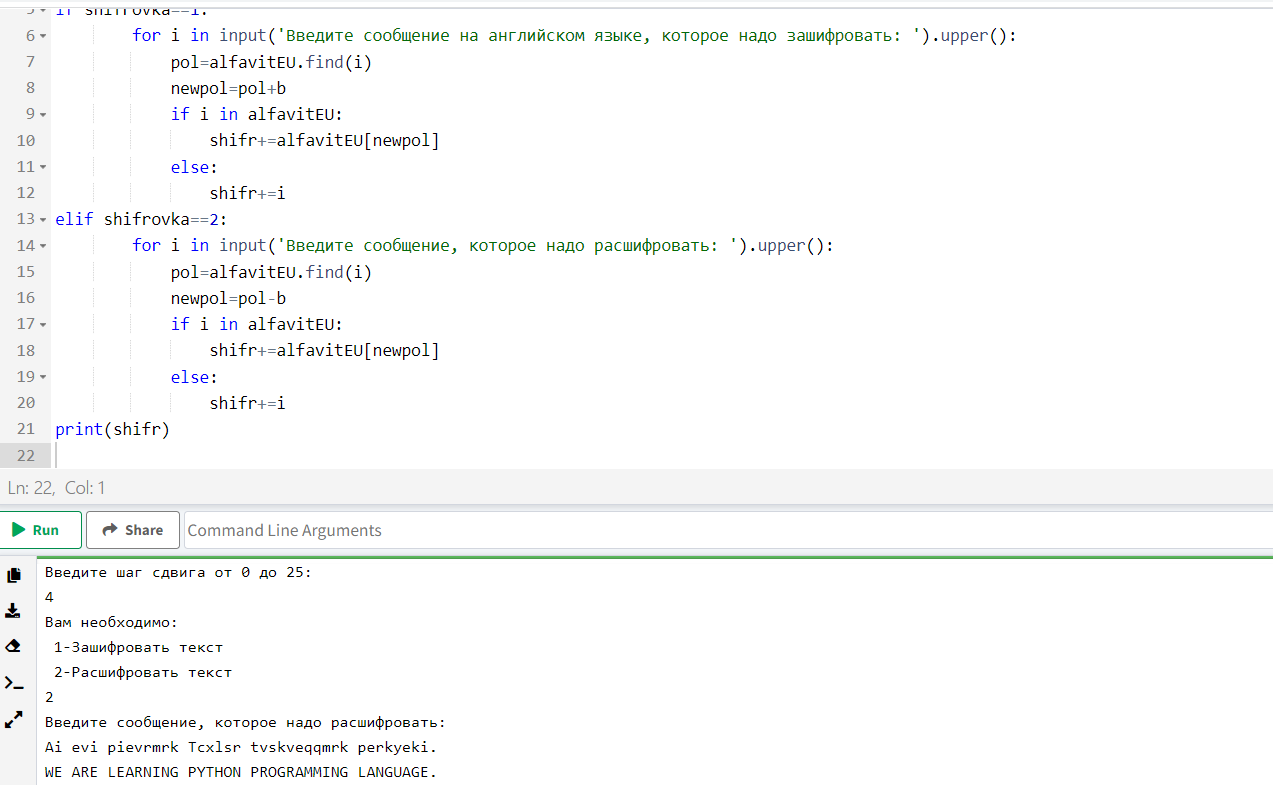 5 if shifrovka==1:
6 for i in input('Введите сообщение на английском языке, которое надо зашифровать: ').upper():
7 pol=alfavitEU.find(i)
8 newpol=pol+b
9 if i in alfavitEU:
10 shifr+=alfavitEU[newpol]
11 else:
12 shifr+=i
13 elif shifrovka==2:
14 for i in input('Введите сообщение, которое надо расшифровать: ').upper():
15 pol=alfavitEU.find(i)
16 newpol=pol-b
17 if i in alfavitEU:
18 shifr+=alfavitEU[newpol]
19 else:
20 shifr+=i
21 print(shifr)
22
Ln: 22, Col: 1
Run Share Command Line Arguments
Введите шаг сдвига от 0 до 25:
4
Вам необходимо:
1-Зашифровать текст
2-Расшифровать текст
2
Введите сообщение, которое надо расшифровать:
Ai evi pievrmrk Tcxlsr tvskveqqmrk perkyeki.
WE ARE LEARNING PYTHON PROGRAMMING LANGUAGE.